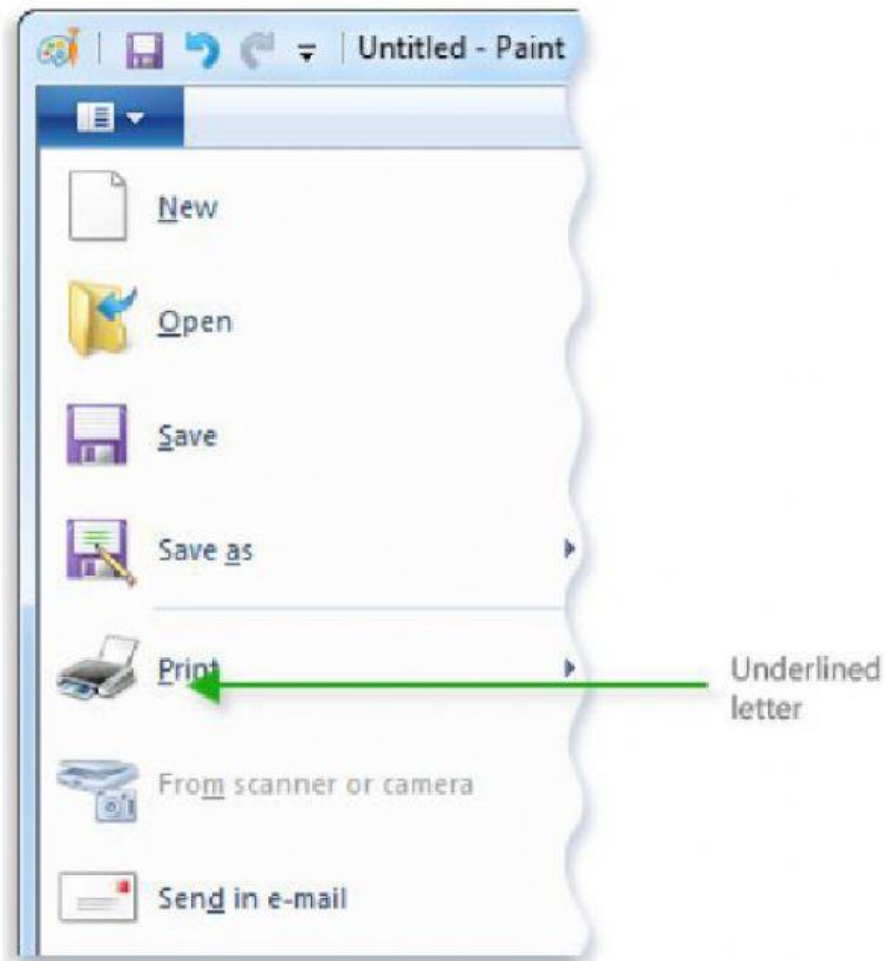 Untitled - Paint
New
Open
Save
Save as
Print
Underlined
letter
From scanner or camera
Send in e-mail